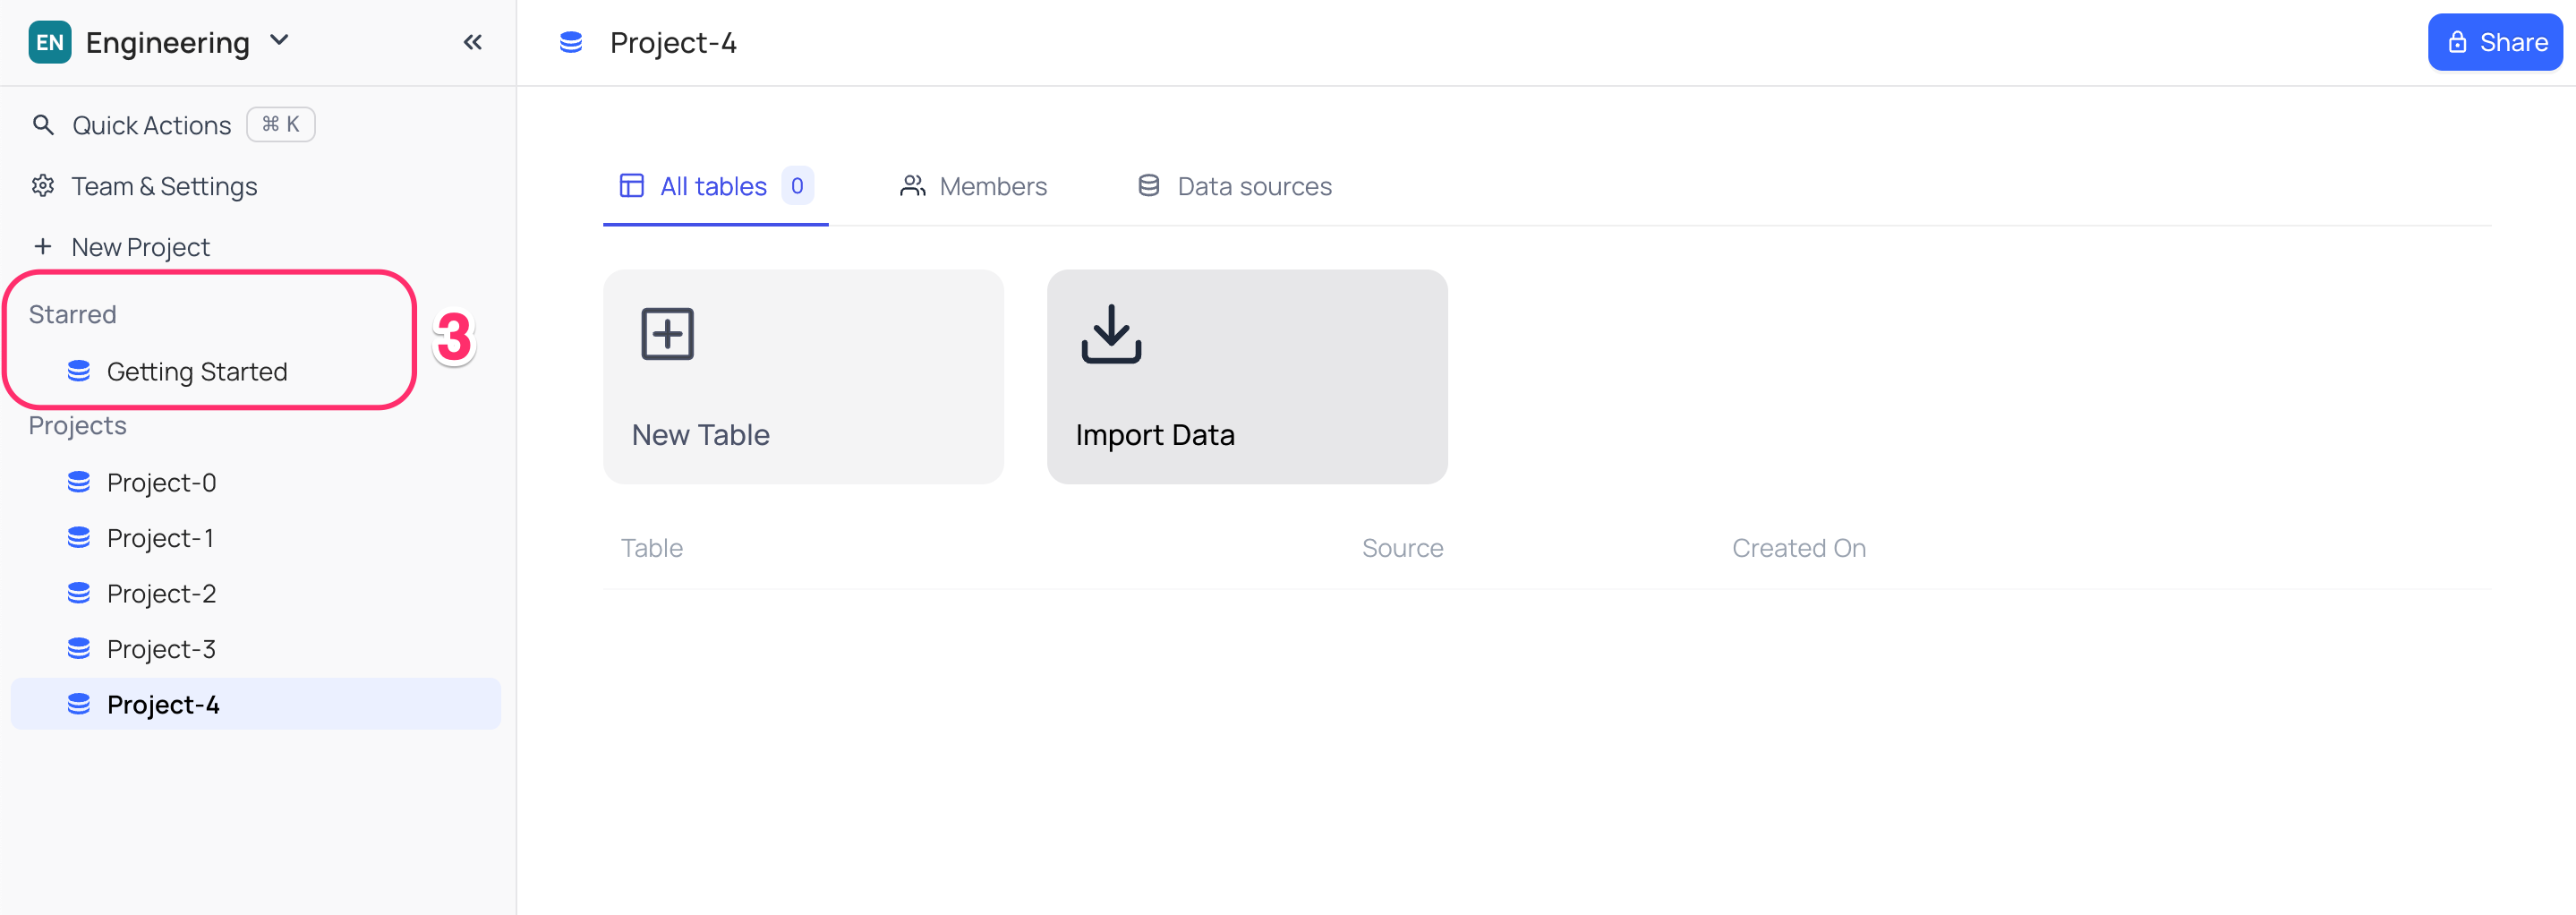 EN Engineering
Project-4
Share
Quick Actions ⌘ K
Team & Settings
New Project
Starred
Getting Started
3
Projects
Project-0
Project-1
Project-2
Project-3
Project-4
All tables 0
Members
Data sources
New Table
Import Data
Table Source Created On